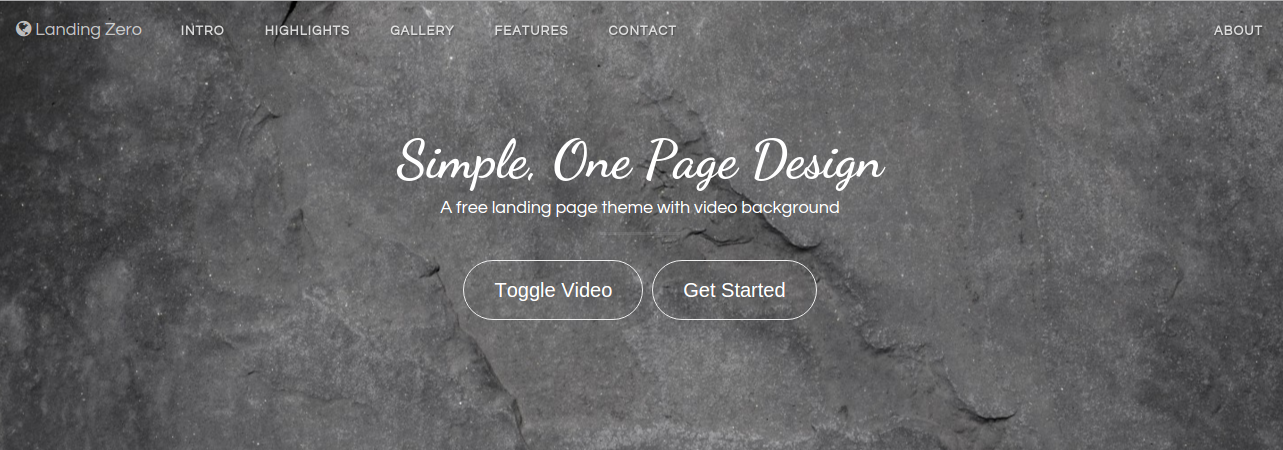 Landing Zero INTRO HIGHLIGHTS GALLERY FEATURES CONTACT ABOUT
Simple, One Page Design
A free landing page theme with video background
Toggle Video Get Started